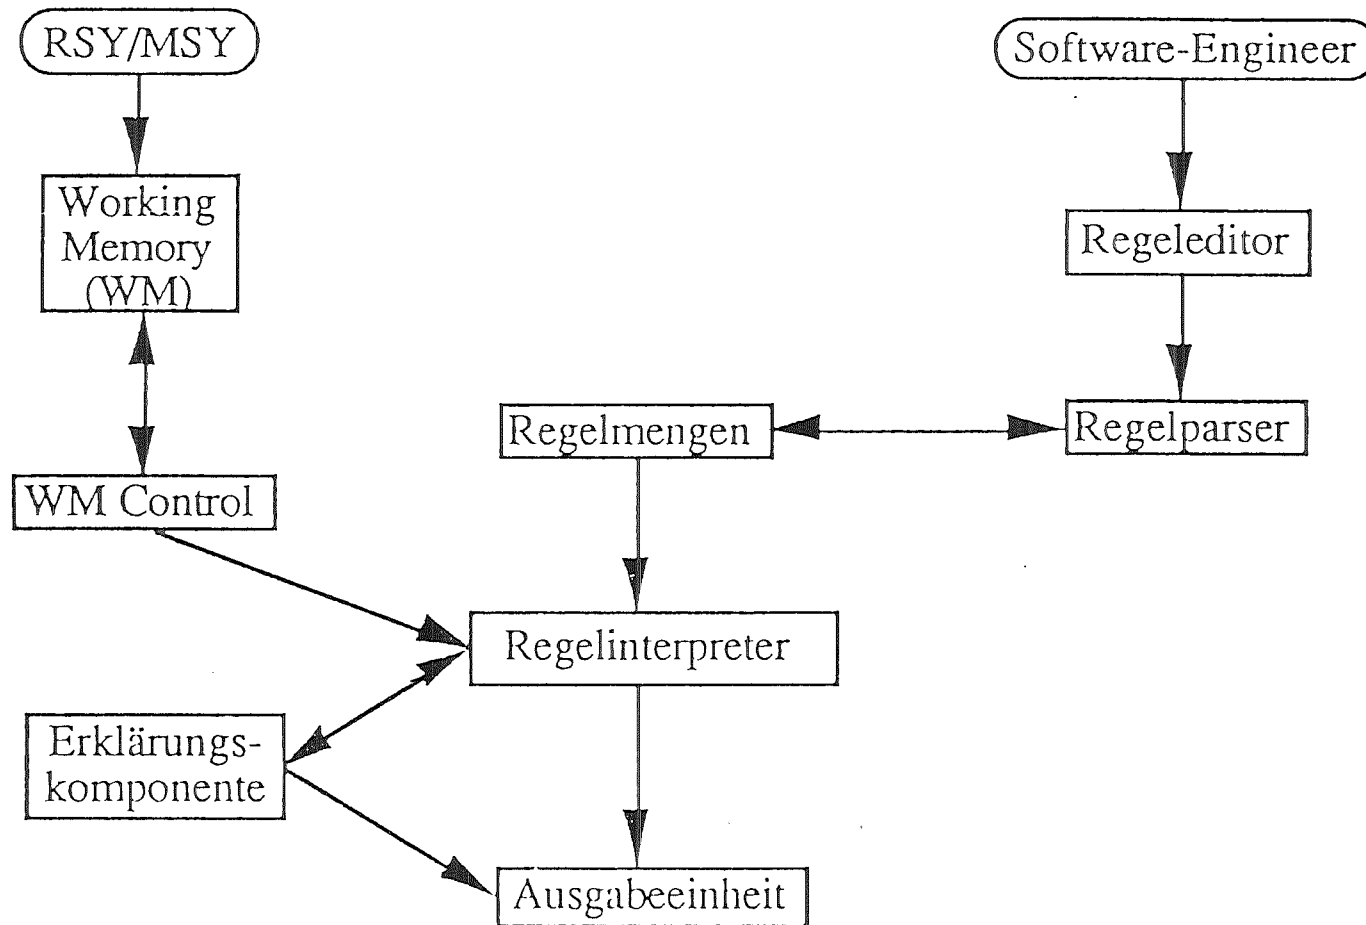 RSY/MSY
Software-Engineer
Working
Memory
(WM)
Regeleditor
Regelmengen
Regelparser
WM Control
Regelinterpreter
Erklärungs-
komponente
Ausgabeeinheit